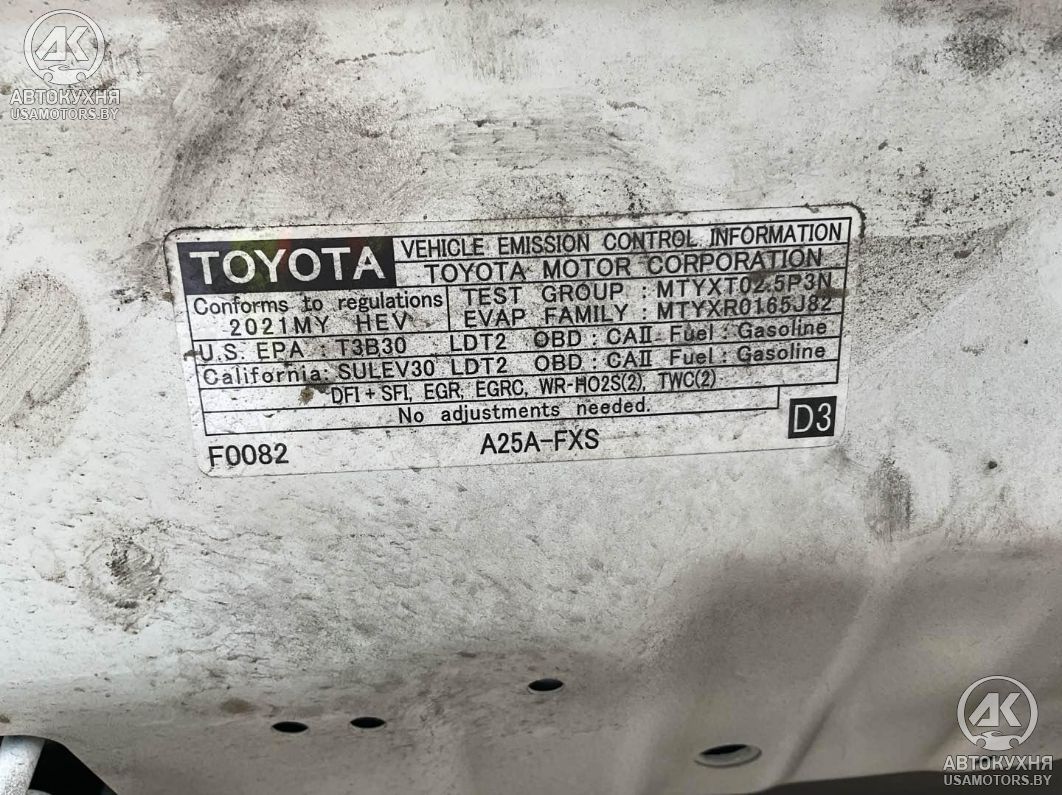 AK
АВТОКУХНЯ
USAMOTORS.BY
TOYOTA
VEHICLE EMISSION CONTROL INFORMATION
TOYOTA MOTOR CORPORATION
Conforms to regulations
2021MY HEV
TEST GROUP : MTYXT02.5P3N
EVAP FAMILY : MTYXR0165J82
U.S. EPA : T3B30 LDT2 OBD : CAII Fuel : Gasoline
California: SULEV30 LDT2 OBD : CAII Fuel : Gasoline
DFI + SFI, EGR, EGRC, WR-HO2S(2), TWC(2)
No adjustments needed.
F0082 A25A-FXS D3
AK
АВТОКУХНЯ
USAMOTORS.BY